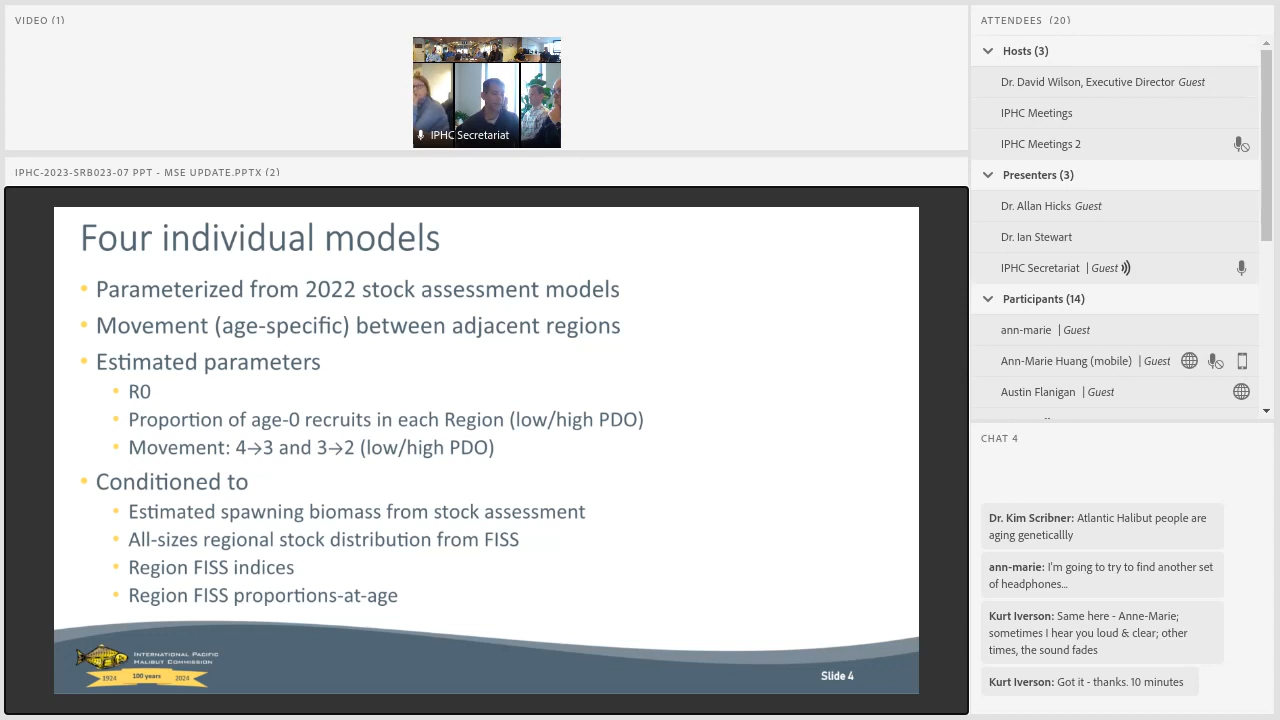 VIDEO (1)
IPHC Secretariat
IPHC-2023-SRB023-07 PPT - MSE UPDATE.PPTX (2)
Four individual models
• Parameterized from 2022 stock assessment models
• Movement (age-specific) between adjacent regions
• Estimated parameters
• R0
• Proportion of age-0 recruits in each Region (low/high PDO)
• Movement: 4→3 and 3→2 (low/high PDO)
• Conditioned to
• Estimated spawning biomass from stock assessment
• All-sizes regional stock distribution from FISS
• Region FISS indices
• Region FISS proportions-at-age
INTERNATIONAL PACIFIC
HALIBUT COMMISSION
1924 100 years 2024
Slide 4
ATTENDEES (20)
Hosts (3)
Dr. David Wilson, Executive Director Guest
IPHC Meetings
IPHC Meetings 2
Presenters (3)
Dr. Allan Hicks Guest
Dr. Ian Stewart
IPHC Secretariat | Guest
Participants (14)
ann-marie | Guest
Ann-Marie Huang (mobile) | Guest
Austin Flanigan | Guest
CHAT 4
Dr. Kim Scribner: Atlantic Halibut people are
aging geneticallly
ann-marie: I'm going to try to find another set
of headphones...
Kurt Iverson: Same here - Anne-Marie;
sometimes I hear you loud & clear; other
times, the sound fades
Kurt Iverson: Got it - thanks. 10 minutes